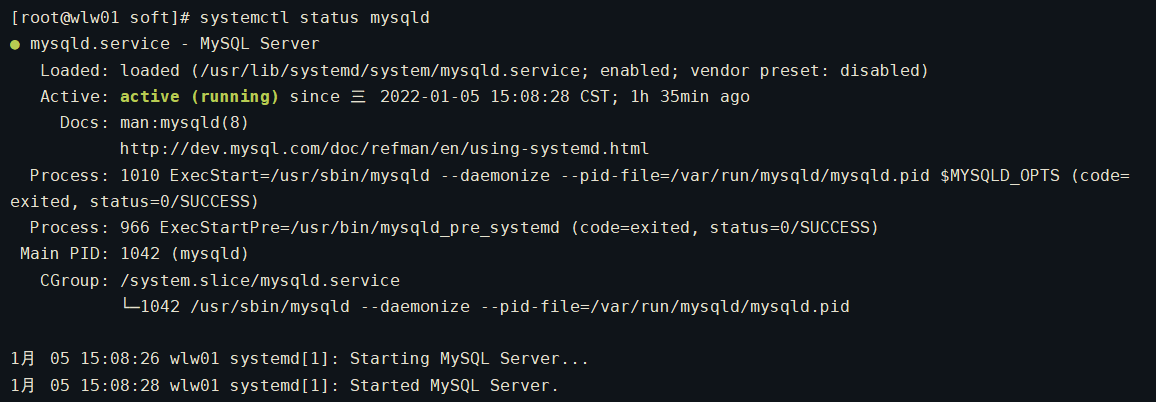 [root@wlw01 soft]# systemctl status mysqld
● mysqld.service - MySQL Server
   Loaded: loaded (/usr/lib/systemd/system/mysqld.service; enabled; vendor preset: disabled)
   Active: active (running) since 三 2022-01-05 15:08:28 CST; 1h 35min ago
     Docs: man:mysqld(8)
           http://dev.mysql.com/doc/refman/en/using-systemd.html
  Process: 1010 ExecStart=/usr/sbin/mysqld --daemonize --pid-file=/var/run/mysqld/mysqld.pid $MYSQLD_OPTS (code=
exited, status=0/SUCCESS)
  Process: 966 ExecStartPre=/usr/bin/mysqld_pre_systemd (code=exited, status=0/SUCCESS)
 Main PID: 1042 (mysqld)
   CGroup: /system.slice/mysqld.service
           └─1042 /usr/sbin/mysqld --daemonize --pid-file=/var/run/mysqld/mysqld.pid
1月 05 15:08:26 wlw01 systemd[1]: Starting MySQL Server...
1月 05 15:08:28 wlw01 systemd[1]: Started MySQL Server.